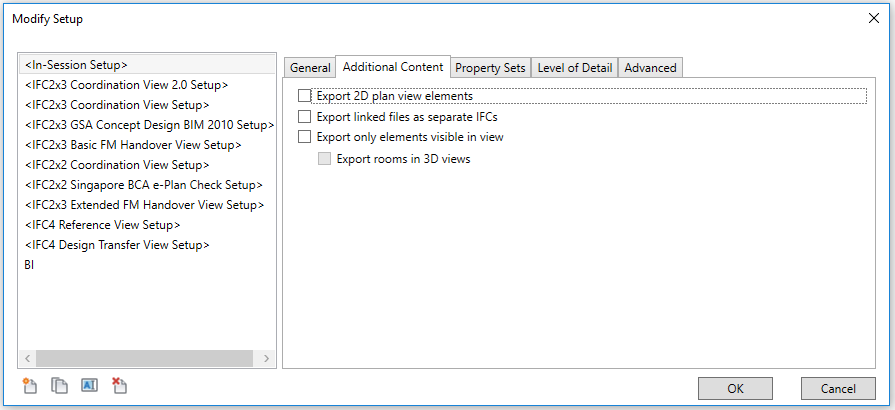 Modify Setup
<In-Session Setup>
<IFC2x3 Coordination View 2.0 Setup>
<IFC2x3 Coordination View Setup>
<IFC2x3 GSA Concept Design BIM 2010 Setup>
<IFC2x3 Basic FM Handover View Setup>
<IFC2x2 Coordination View Setup>
<IFC2x2 Singapore BCA e-Plan Check Setup>
<IFC2x3 Extended FM Handover View Setup>
<IFC4 Reference View Setup>
<IFC4 Design Transfer View Setup>
BI
General Additional Content Property Sets Level of Detail Advanced
Export 2D plan view elements
Export linked files as separate IFCs
Export only elements visible in view
Export rooms in 3D views
OK Cancel